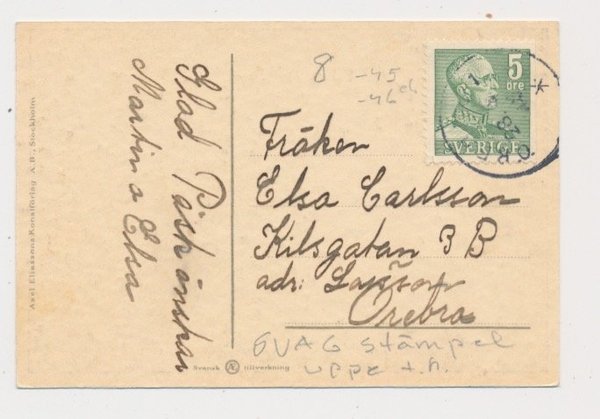 Glad Påsk önskar
Martin o Elsa
Axel Eliassons Konstförlag A.B., Stockholm
Svensk tillverkning
8 -45
-46
5
öre
SVERIGE
Fröken
Elsa Carlsson
Kilsgatan 3 B
adr: Larsson
Örebro
SVAG stämpel
uppe t.h.